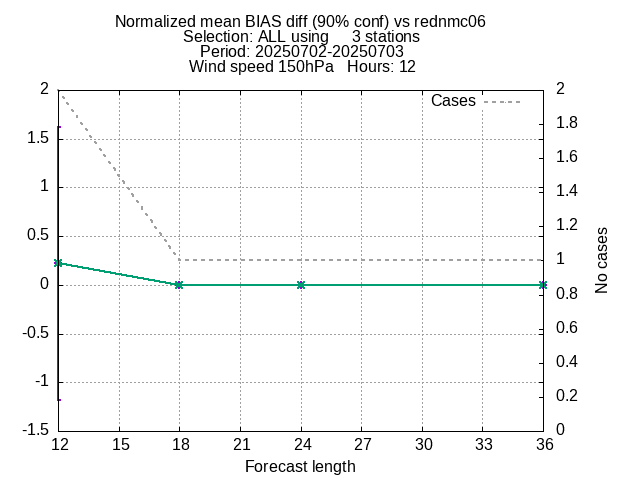 Normalized mean BIAS diff (90% conf) vs rednmc06
Selection: ALL using     3 stations
Period: 20250702-20250703
Wind speed 150hPa   Hours: 12
Cases
2
1.5
1
0.5
0
-0.5
-1
-1.5
2
1.8
1.6
1.4
1.2
1
0.8
0.6
0.4
0.2
0
No cases
12 15 18 21 24 27 30 33 36
Forecast length